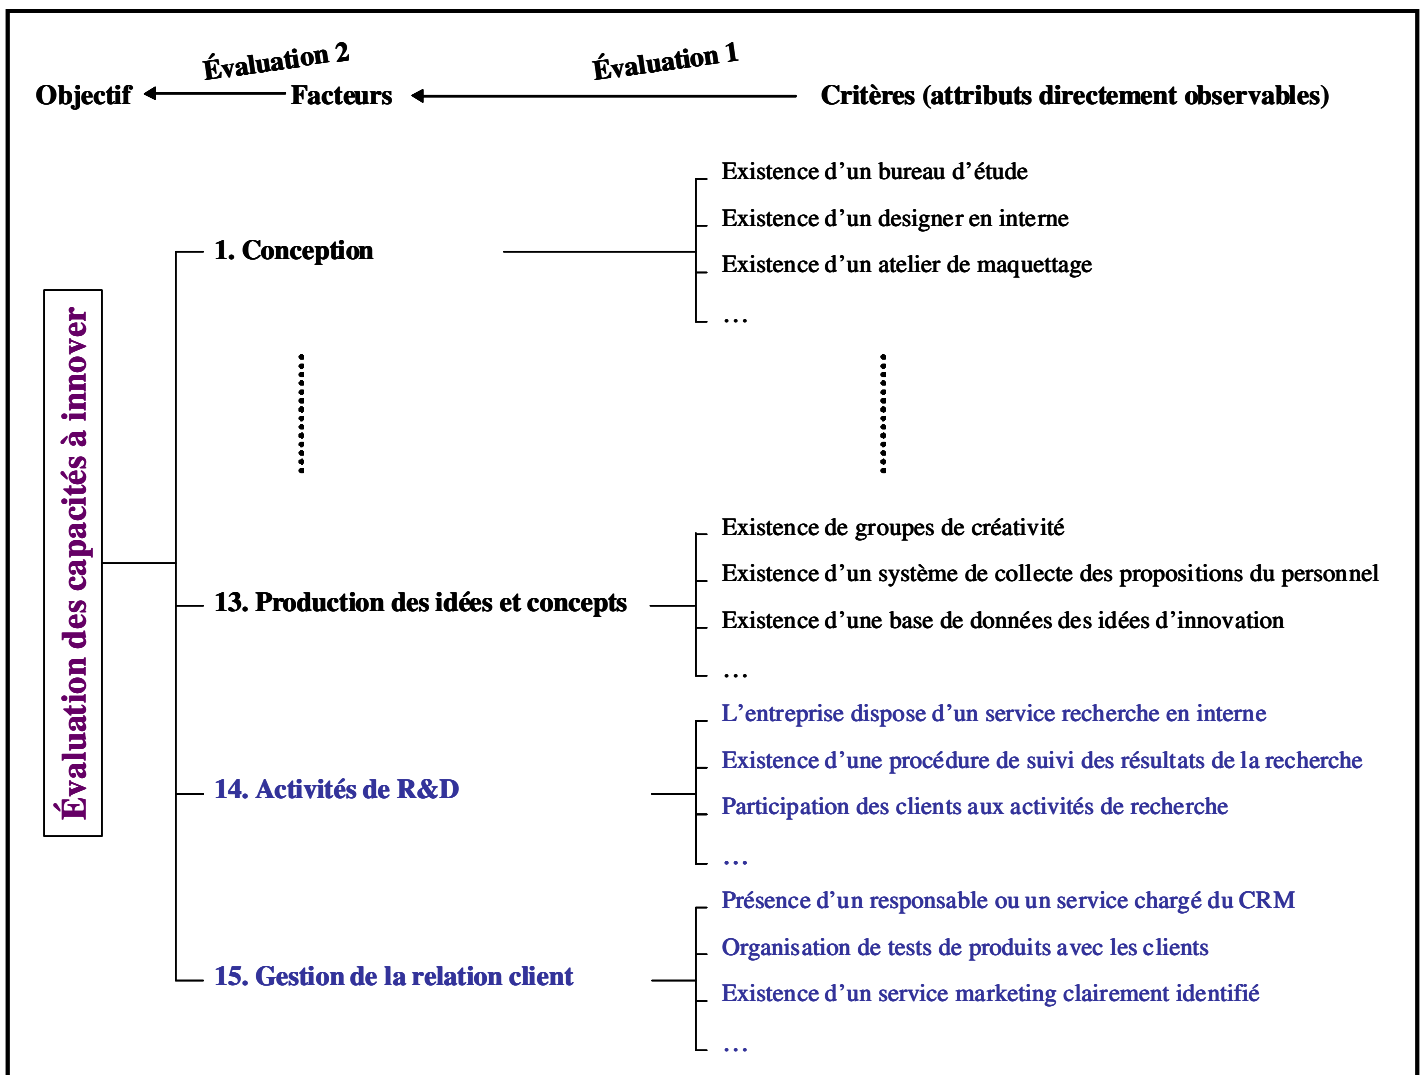 Évaluation 2
Évaluation 1
Objectif
Facteurs
Critères (attributs directement observables)
Évaluation des capacités à innover
1. Conception
Existence d’un bureau d’étude
Existence d’un designer en interne
Existence d’un atelier de maquettage
…
13. Production des idées et concepts
Existence de groupes de créativité
Existence d’un système de collecte des propositions du personnel
Existence d’une base de données des idées d’innovation
…
14. Activités de R&D
L’entreprise dispose d’un service recherche en interne
Existence d’une procédure de suivi des résultats de la recherche
Participation des clients aux activités de recherche
…
15. Gestion de la relation client
Présence d’un responsable ou un service chargé du CRM
Organisation de tests de produits avec les clients
Existence d’un service marketing clairement identifié
…